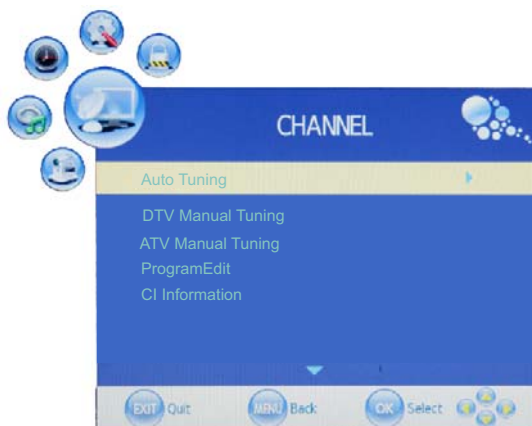 CHANNEL
Auto Tuning
DTV Manual Tuning
ATV Manual Tuning
ProgramEdit
CI Information
EXIT Quit MENU Back OK Select